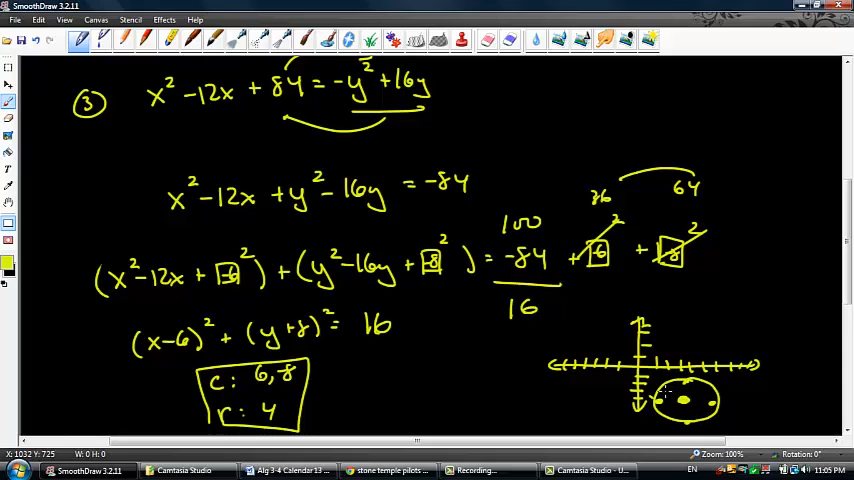 SmoothDraw 3.2.11
File Edit View Canvas Stencil Effects Help
③ x² -12x + 84 = -y² +16y
x² -12x + y² -16y = -84
100 36 64
(x² -12x + -6²) + (y² -16y + -8²) = -84 + -6² + -8²
16
(x-6)² + (y+8)² = 16
C: 6,-8
r: 4
X: 1032 Y: 725 W: 0 H: 0 Zoom: 100% Rotation: 0°
SmoothDraw 3.2.11 Camtasia Studio Alg 3-4 Calendar 13 ... stone temple pilots ... Recording... Camtasia Studio - U... EN 11:05 PM